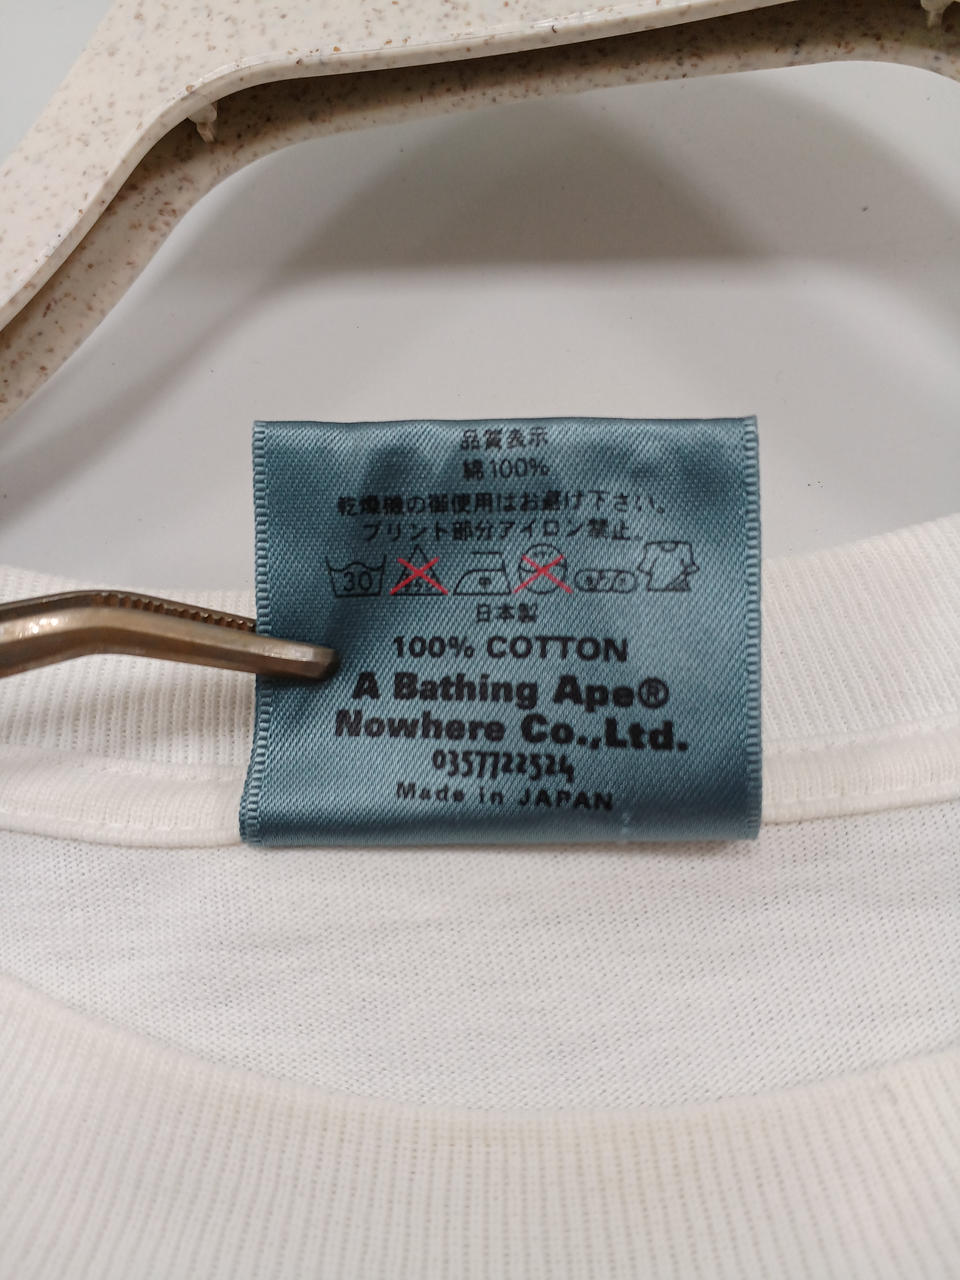 品質表示
綿100%
乾燥機の御使用はお避け下さい。
プリント部分アイロン禁止。
30
日本製
100% COTTON
A Bathing Ape®
Nowhere Co.,Ltd.
0357722524
Made in JAPAN